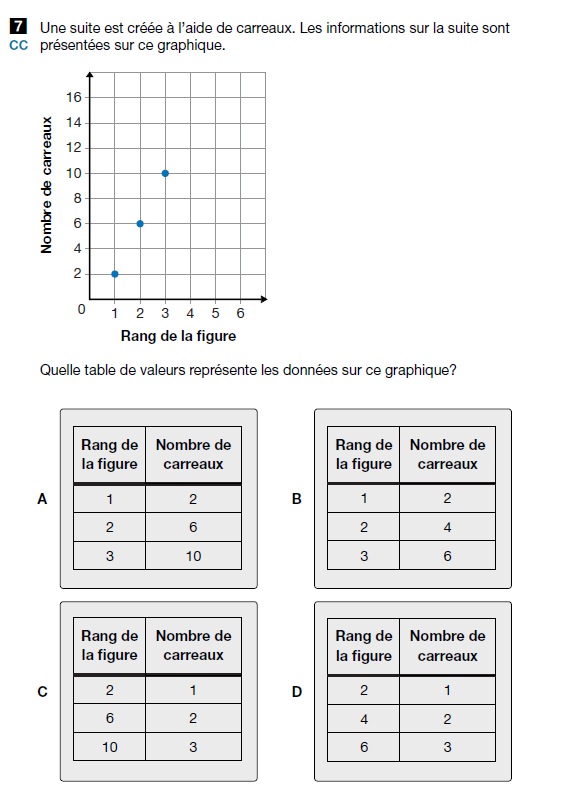 7 Une suite est créée à l'aide de carreaux. Les informations sur la suite sont
CC présentées sur ce graphique.
Nombre de carreaux
16
14
12
10
8
6
4
2
0
1 2 3 4 5 6
Rang de la figure
Quelle table de valeurs représente les données sur ce graphique?
A
Rang de Nombre de
la figure carreaux
1 2
2 6
3 10
B
Rang de Nombre de
la figure carreaux
1 2
2 4
3 6
C
Rang de Nombre de
la figure carreaux
2 1
6 2
10 3
D
Rang de Nombre de
la figure carreaux
2 1
4 2
6 3